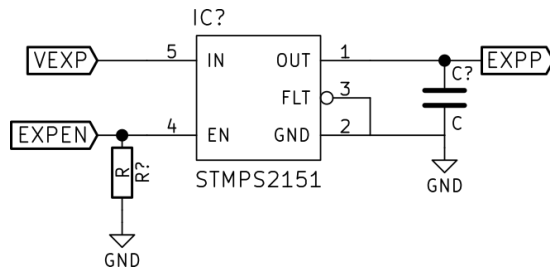 IC?
VEXP 5 IN OUT 1 EXPP
C?
FLT 3
C
EXPEN 4 EN GND 2
R R?
STMPS2151
GND
GND